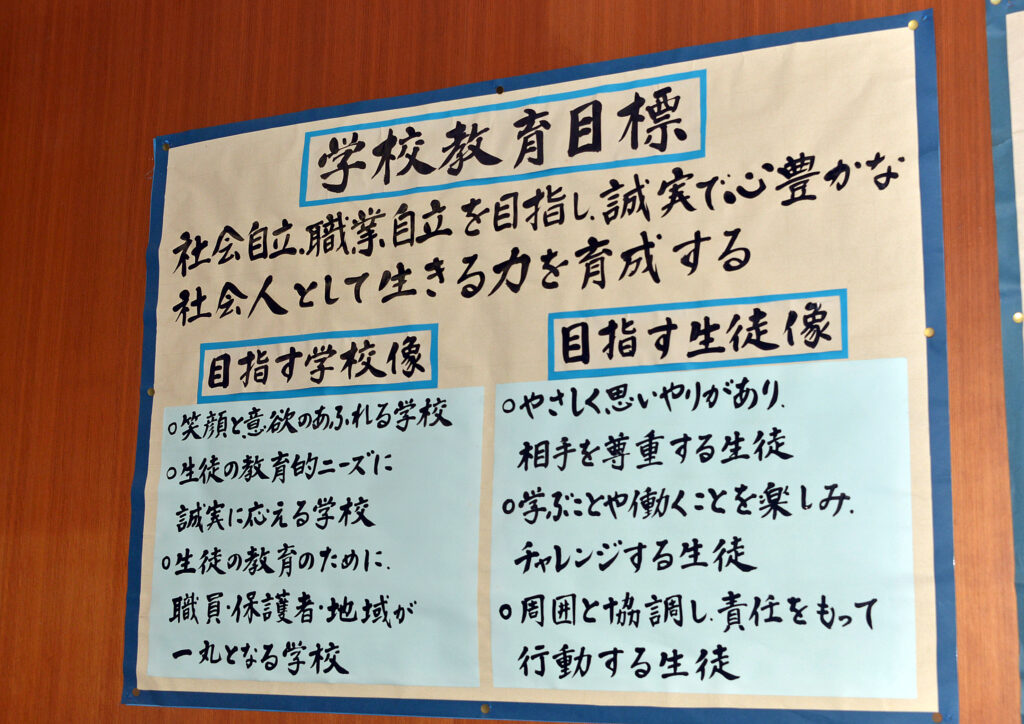 学校教育目標
社会自立、職業自立を目指し、誠実で心豊かな
社会人として生きる力を育成する
目指す学校像
○笑顔と意欲のあふれる学校
○生徒の教育的ニーズに
誠実に応える学校
○生徒の教育のために、
職員・保護者・地域が
一丸となる学校
目指す生徒像
○やさしく思いやりがあり、
相手を尊重する生徒
○学ぶことや働くことを楽しみ、
チャレンジする生徒
○周囲と協調し、責任をもって
行動する生徒